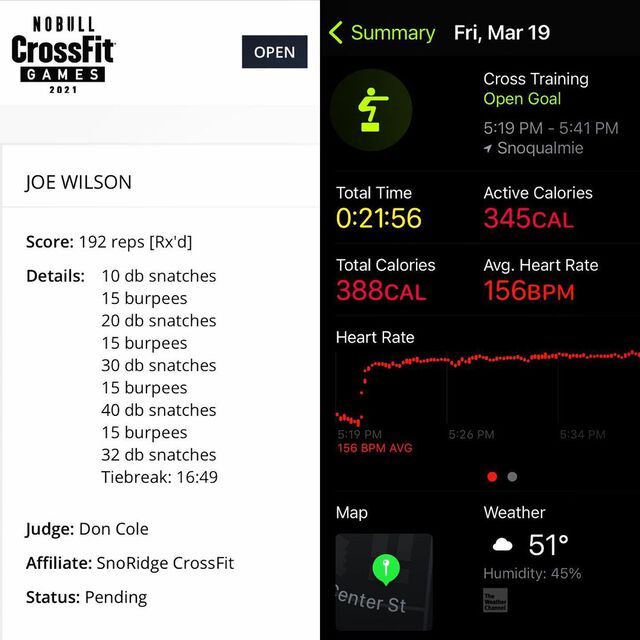 NOBULL
CrossFit
GAMES
2021
OPEN
JOE WILSON
Score: 192 reps [Rx'd]
Details: 10 db snatches
15 burpees
20 db snatches
15 burpees
30 db snatches
15 burpees
40 db snatches
15 burpees
32 db snatches
Tiebreak: 16:49
Judge: Don Cole
Affiliate: SnoRidge CrossFit
Status: Pending
Summary Fri, Mar 19
Cross Training
Open Goal
5:19 PM - 5:41 PM
Snoqualmie
Total Time Active Calories
0:21:56 345CAL
Total Calories Avg. Heart Rate
388CAL 156BPM
Heart Rate
5:19 PM 5:26 PM 5:34 PM
156 BPM AVG
Map Weather
51°
Humidity: 45%
enter St
The
Weather
Channel